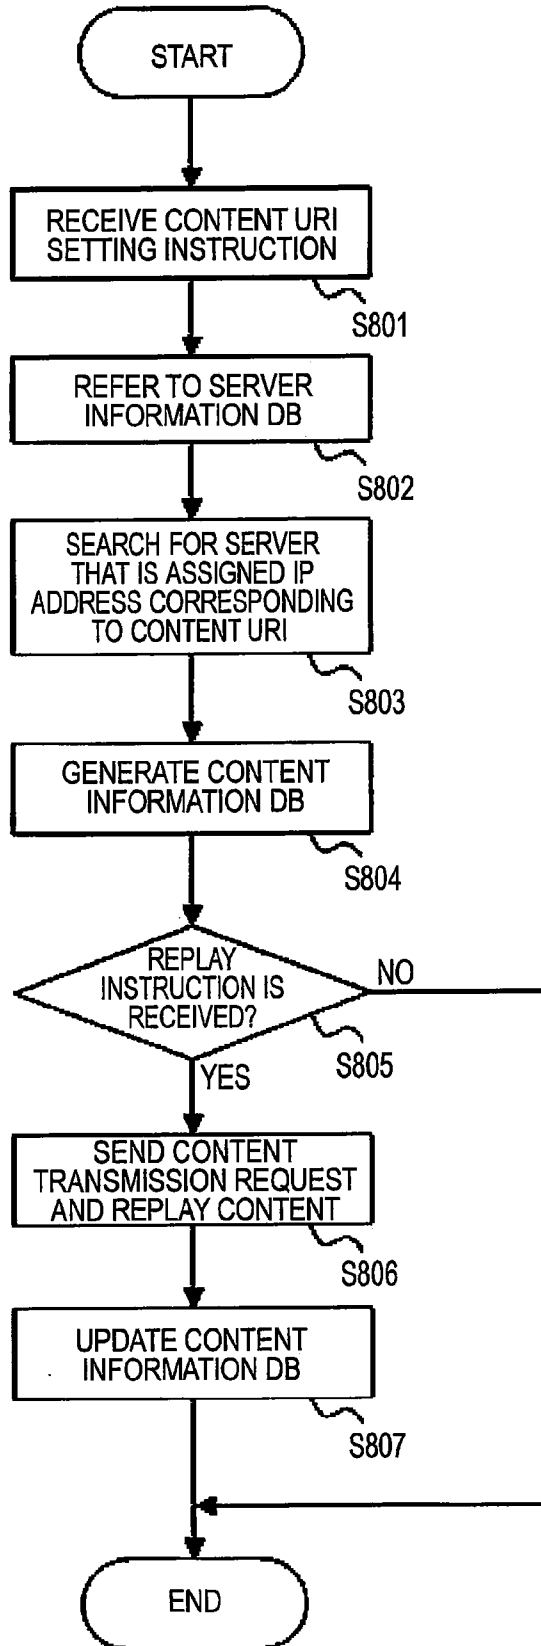 START
RECEIVE CONTENT URI
SETTING INSTRUCTION
S801
REFER TO SERVER
INFORMATION DB
S802
SEARCH FOR SERVER
THAT IS ASSIGNED IP
ADDRESS CORRESPONDING
TO CONTENT URI
S803
GENERATE CONTENT
INFORMATION DB
S804
REPLAY
INSTRUCTION IS
RECEIVED?
NO
S805
YES
SEND CONTENT
TRANSMISSION REQUEST
AND REPLAY CONTENT
S806
UPDATE CONTENT
INFORMATION DB
S807
END